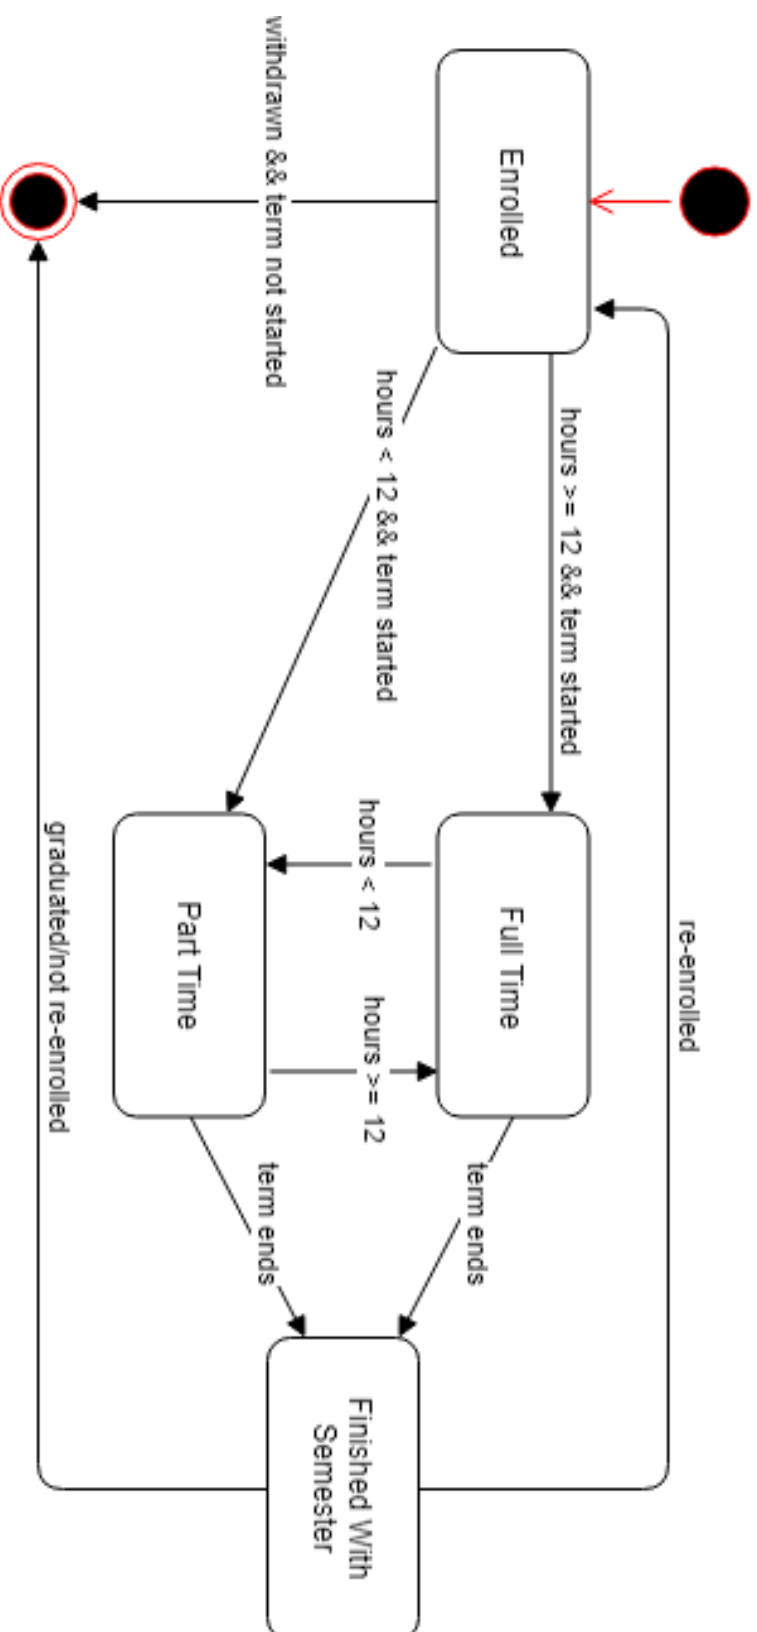 re-enrolled
Enrolled
hours >= 12 && term started
Full Time
term ends
hours < 12 && term started
hours < 12
hours >= 12
Finished With
Semester
withdrawn && term not started
Part Time
term ends
graduated/not re-enrolled